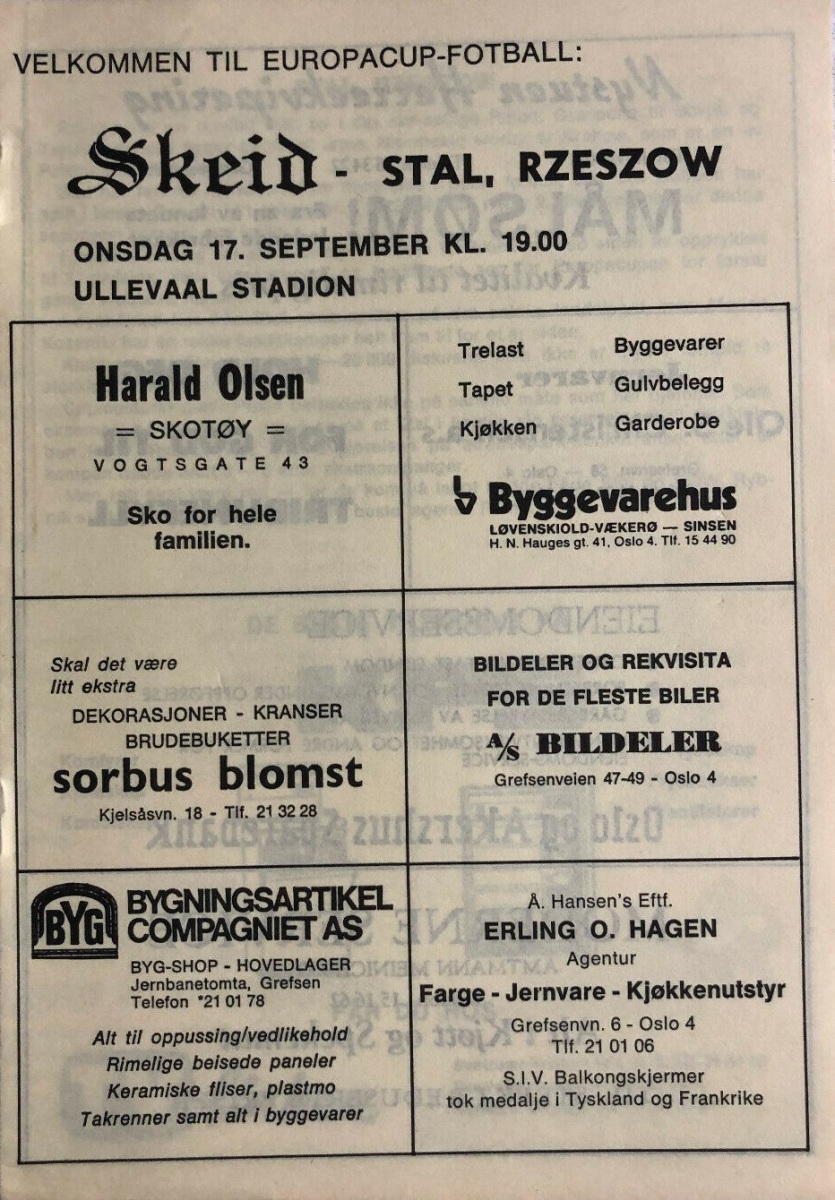 VELKOMMEN TIL EUROPACUP-FOTBALL:
Skeid - STAL, RZESZOW
ONSDAG 17. SEPTEMBER KL. 19.00
ULLEVAAL STADION
Harald Olsen
= SKOTØY =
VOGTSGATE 43
Sko for hele
familien.
Trelast Byggevarer
Tapet Gulvbelegg
Kjøkken Garderobe
Byggevarehus
LØVENSKIOLD-VÆKERØ — SINSEN
H. N. Hauges gt. 41, Oslo 4. Tlf. 15 44 90
Skal det være
litt ekstra
DEKORASJONER - KRANSER
BRUDEBUKETTER
sorbus blomst
Kjelsåsvn. 18 - Tlf. 21 32 28
BILDELER OG REKVISITA
FOR DE FLESTE BILER
A/S BILDELER
Grefsenveien 47-49 - Oslo 4
BYG
BYGNINGSARTIKEL
COMPAGNIET AS
BYG-SHOP - HOVEDLAGER
Jernbanetomta, Grefsen
Telefon *21 01 78
Alt til oppussing/vedlikehold
Rimelige beisede paneler
Keramiske fliser, plastmo
Takrenner samt alt i byggevarer
Å. Hansen's Eftf.
ERLING O. HAGEN
Agentur
Farge - Jernvare - Kjøkkenutstyr
Grefsenvn. 6 - Oslo 4
Tlf. 21 01 06
S.I.V. Balkongskjermer
tok medalje i Tyskland og Frankrike